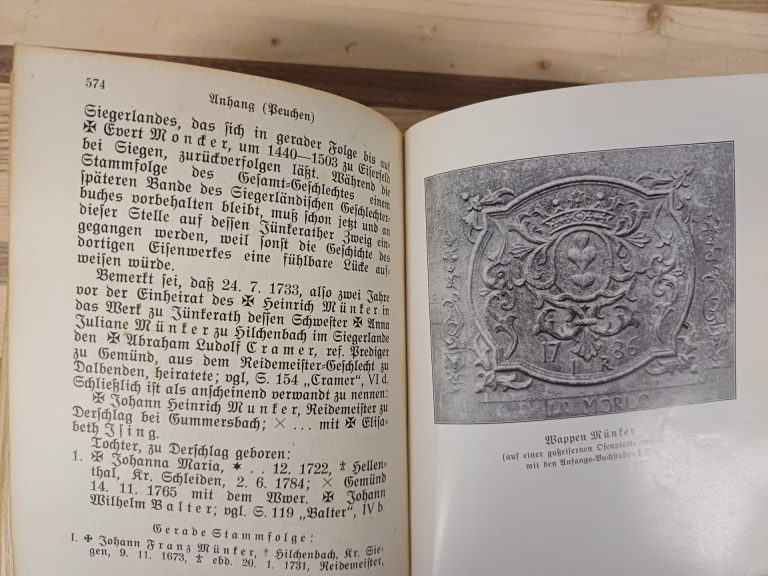 574
Anhang (Peuchen)
Siegerlandes, das sich in gerader Folge bis auf
✠ Evert Moncker, um 1440—1503 zu Eiserfeld
bei Siegen, zurückverfolgen läßt. Während die
Stammfolge des Gesamt-Geschlechtes einem
späteren Bande des Siegerländischen Geschlechter-
buches vorbehalten bleibt, muß schon jetzt und an
dieser Stelle auf dessen Jünkerather Zweig ein-
gegangen werden, weil sonst die Geschichte des
dortigen Eisenwerkes eine fühlbare Lücke auf-
weisen würde.
Bemerkt sei, daß 24. 7. 1733, also zwei Jahre
vor der Einheirat des ✠ Heinrich Münker in
das Werk zu Jünkerath dessen Schwester ✠ Anna
Juliane Münker zu Hilchenbach im Siegerlande
den ✠ Abraham Ludolf Cramer, ref. Prediger
zu Gemünd, aus dem Reidemeister-Geschlecht zu
Dalbenden, heiratete; vgl. S. 154 „Cramer", VI d.
Schließlich ist als anscheinend verwandt zu nennen:
✠ Johann Heinrich Munker, Reidemeister zu
Derschlag bei Gummersbach; × ... mit ✠ Elisa-
beth Ising.
Tochter, zu Derschlag geboren:
1. ✠ Johanna Maria, * . . 12. 1722, ✝ Hellen-
thal, Kr. Schleiden, 2. 6. 1784; × Gemünd
14. 11. 1765 mit dem Wwer. ✠ Johann
Wilhelm Balter; vgl. S. 119 „Balter", IV b.
Gerade Stammfolge:
I. ✠ Johann Franz Münker, * Hilchenbach, Kr. Sie-
gen, 9. 11. 1673, ✝ ebd. 20. 1. 1731, Reidemeister,
17 36
I R
MORLO
Wappen Münker
(auf einer gußeisernen Ofenplatte
mit den Anfangs-Buchstaben